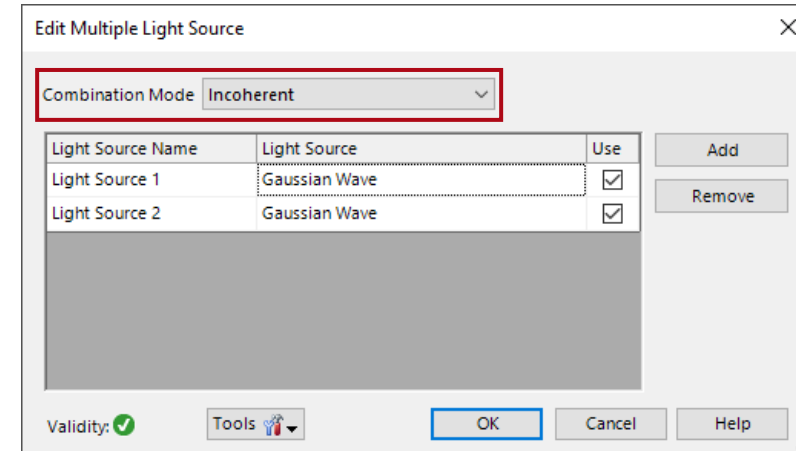 Edit Multiple Light Source
Combination Mode Incoherent
Light Source Name Light Source Use
Light Source 1 Gaussian Wave
Light Source 2 Gaussian Wave
Add
Remove
Validity: Tools OK Cancel Help